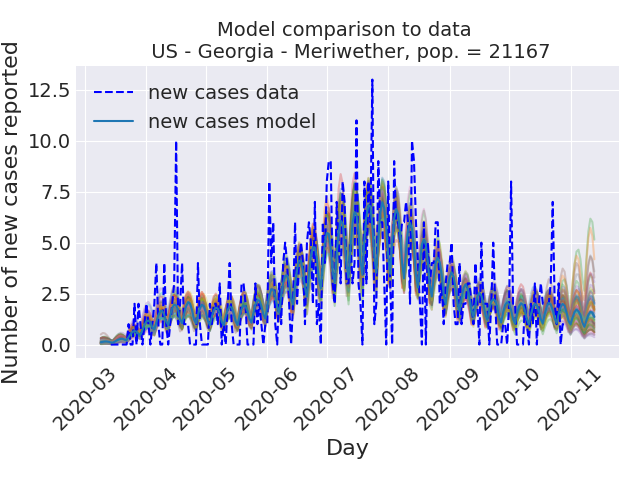 Model comparison to data
US - Georgia - Meriwether, pop. = 21167
Number of new cases reported
12.5
10.0
7.5
5.0
2.5
0.0
new cases data
new cases model
2020-03
2020-04
2020-05
2020-06
2020-07
2020-08
2020-09
2020-10
2020-11
Day